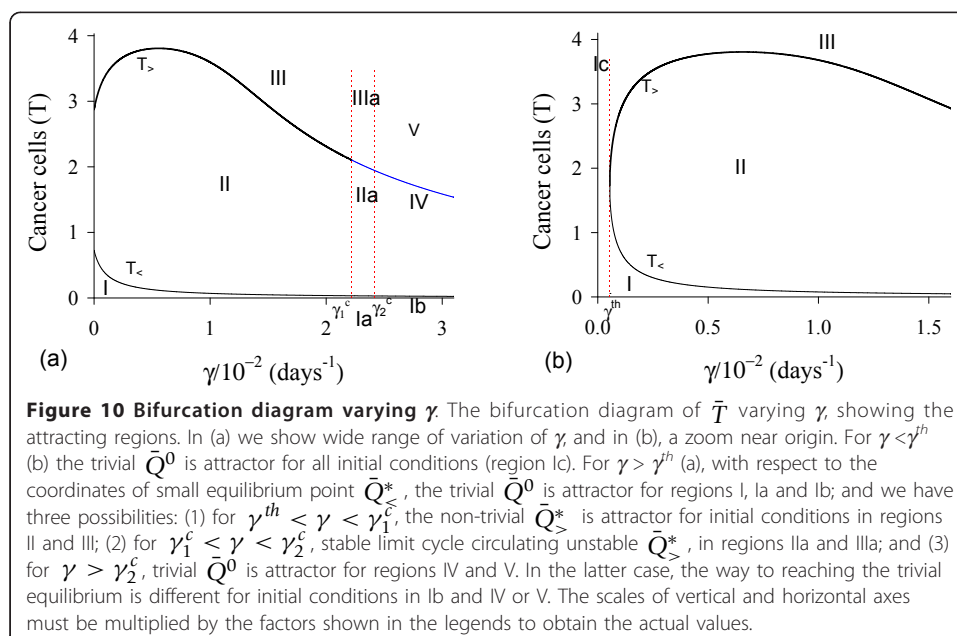 4
3
2
1
0
Cancer cells (T)
T>
III
IIIa
V
II
IIa
IV
T<
I
γ1c
Ia
γ2c
Ib
0
1
2
3
(a)
γ/10−2 (days-1)
4
3
2
1
0
Cancer cells (T)
Ic
III
T>
II
T<
I
0.0
γth
0.5
1.0
1.5
(b)
γ/10−2 (days-1)
Figure 10 Bifurcation diagram varying γ. The bifurcation diagram of T̄ varying γ, showing the
attracting regions. In (a) we show wide range of variation of γ, and in (b), a zoom near origin. For γ <γth
(b) the trivial Q̄0 is attractor for all initial conditions (region Ic). For γ > γth (a), with respect to the
coordinates of small equilibrium point Q̄*<, the trivial Q̄0 is attractor for regions I, Ia and Ib; and we have
three possibilities: (1) for γth < γ < γ1c, the non-trivial Q̄*> is attractor for initial conditions in regions
II and III; (2) for γ1c < γ < γ2c, stable limit cycle circulating unstable Q̄*>, in regions IIa and IIIa; and (3)
for γ > γ2c, trivial Q̄0 is attractor for regions IV and V. In the latter case, the way to reaching the trivial
equilibrium is different for initial conditions in Ib and IV or V. The scales of vertical and horizontal axes
must be multiplied by the factors shown in the legends to obtain the actual values.